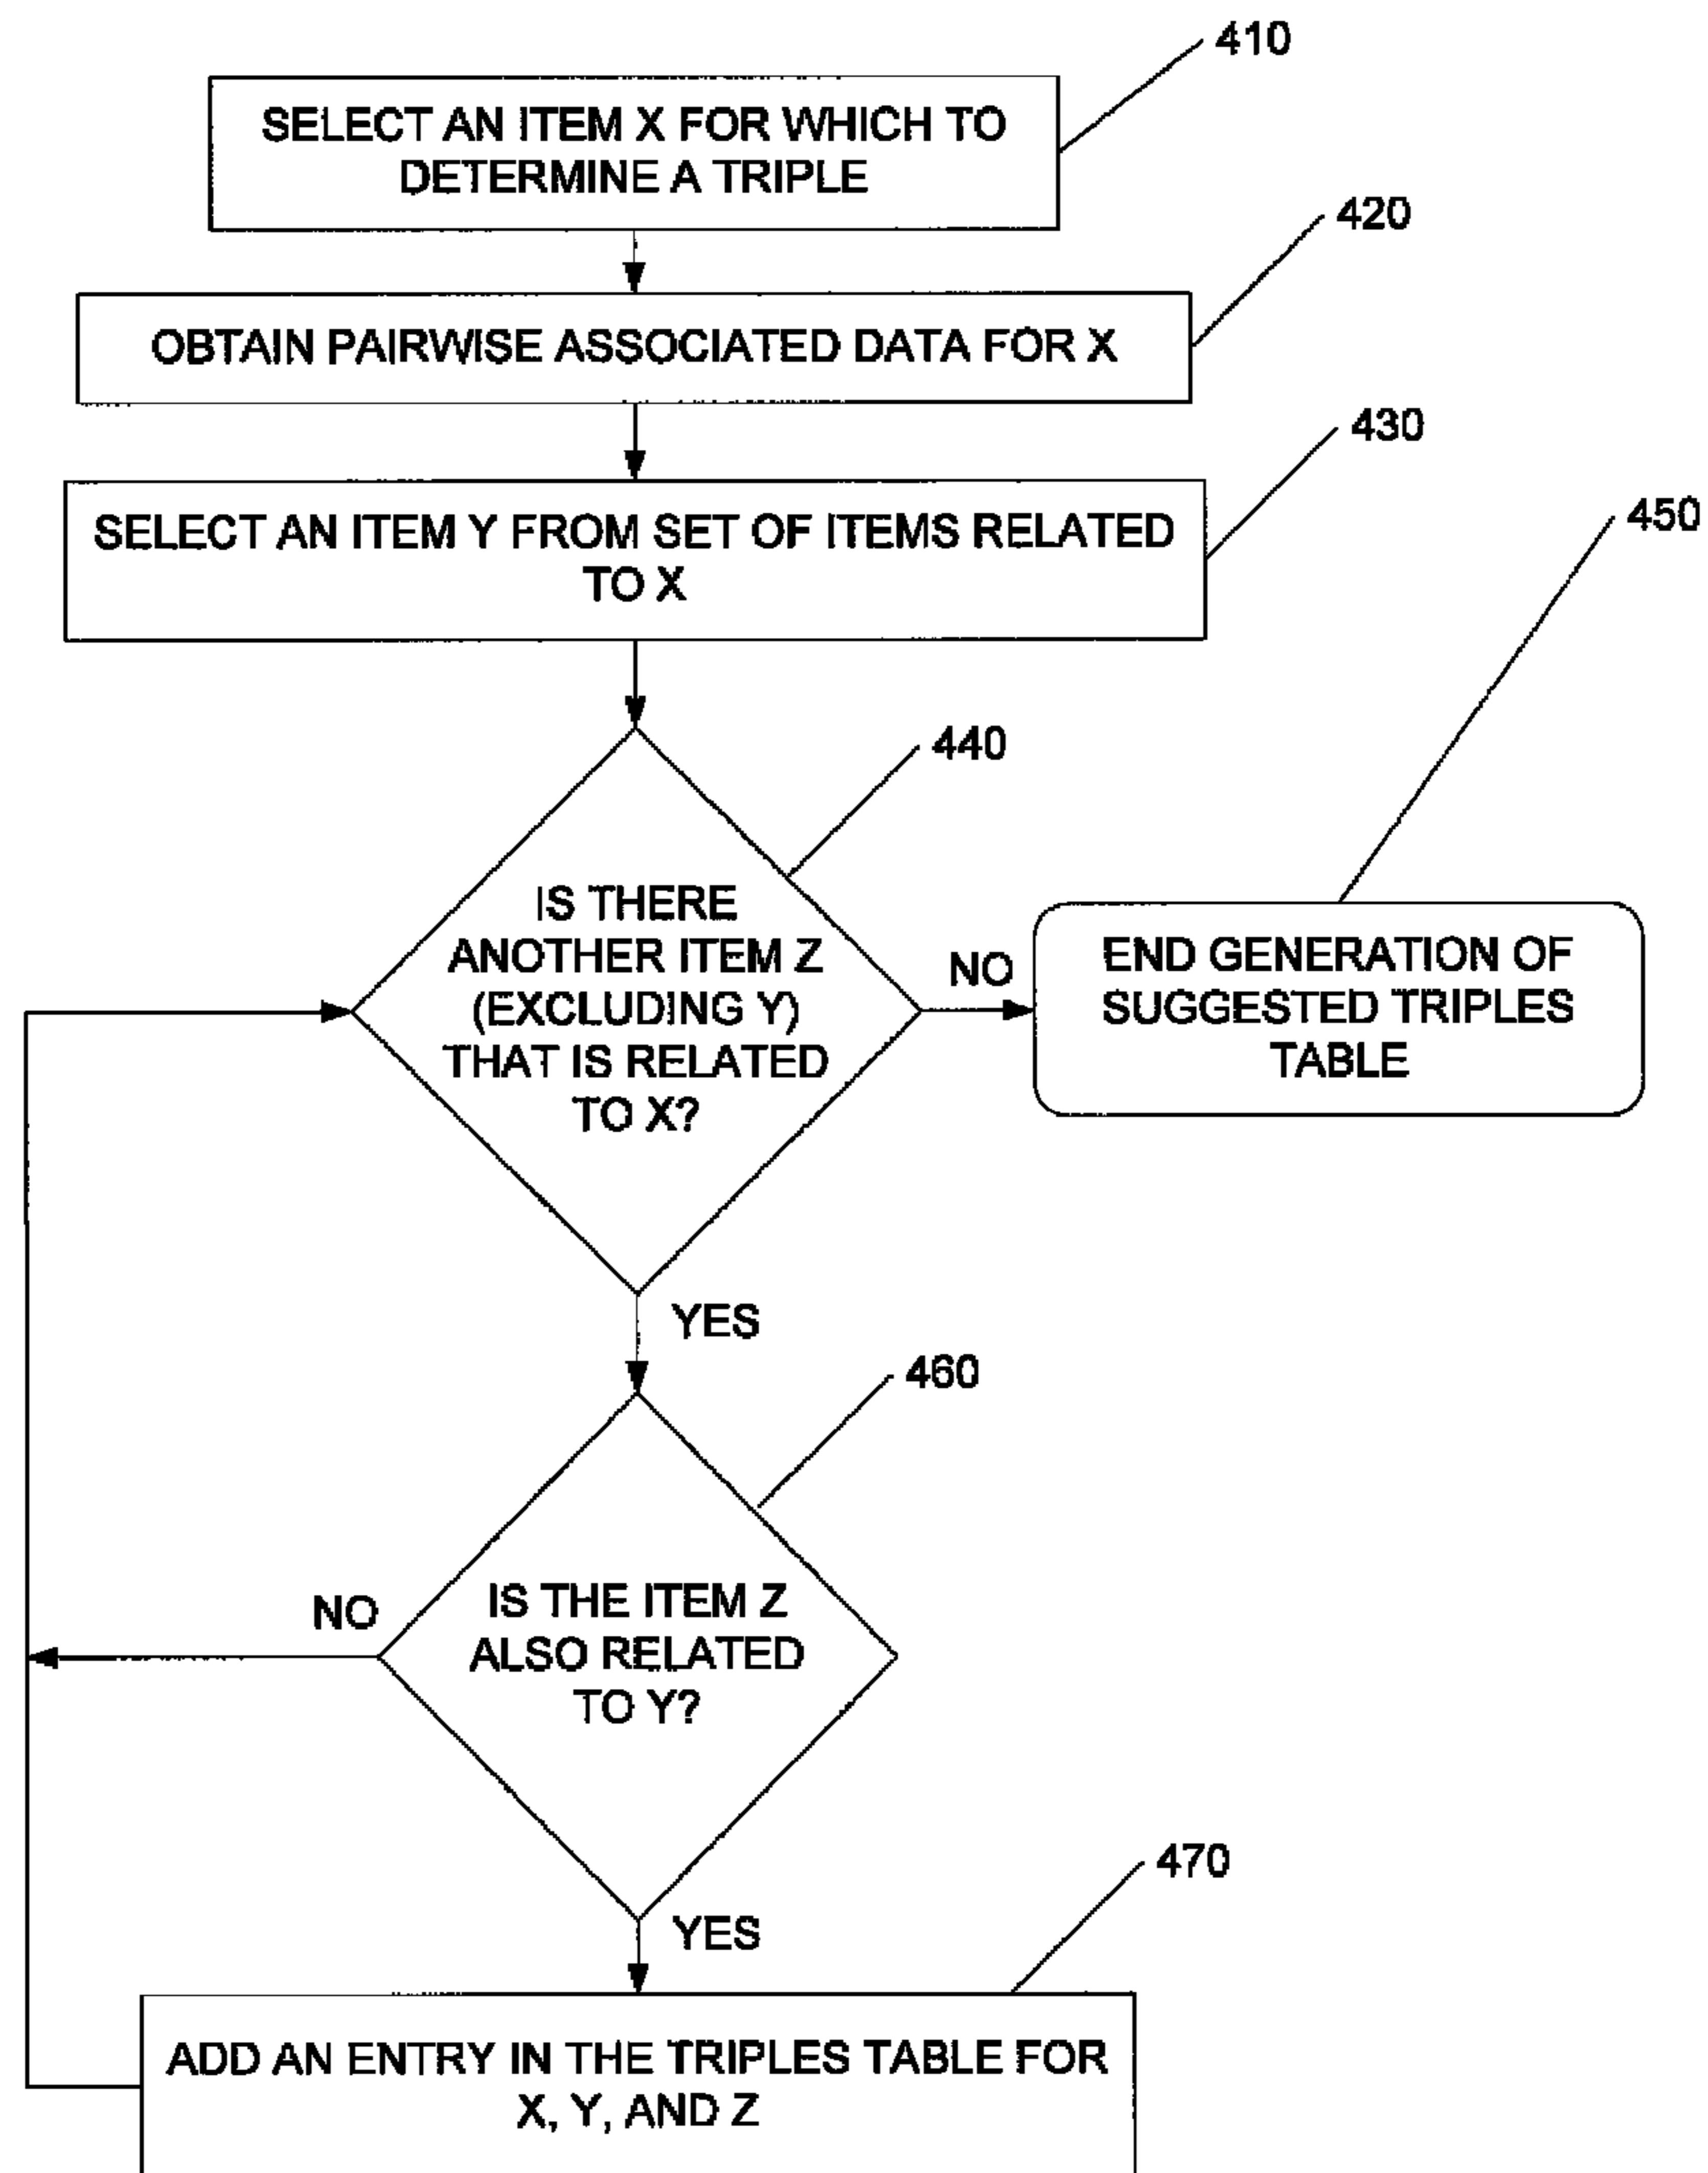 410
SELECT AN ITEM X FOR WHICH TO
DETERMINE A TRIPLE
420
OBTAIN PAIRWISE ASSOCIATED DATA FOR X
430
SELECT AN ITEM Y FROM SET OF ITEMS RELATED
TO X
450
440
IS THERE
ANOTHER ITEM Z
(EXCLUDING Y)
THAT IS RELATED
TO X?
NO
END GENERATION OF
SUGGESTED TRIPLES
TABLE
YES
460
NO
IS THE ITEM Z
ALSO RELATED
TO Y?
YES
470
ADD AN ENTRY IN THE TRIPLES TABLE FOR
X, Y, AND Z